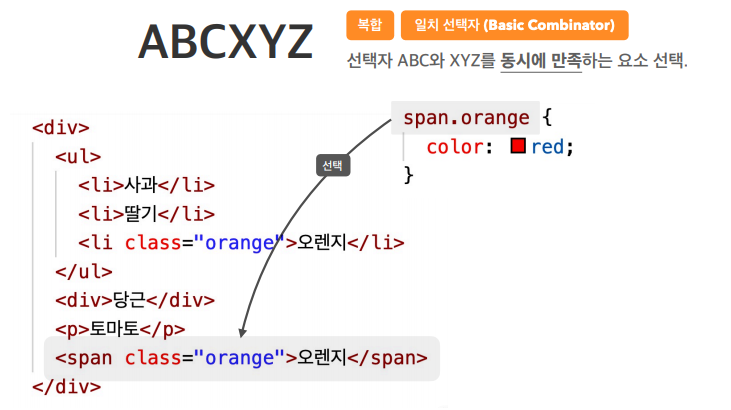 ABCXYZ
복합 일치 선택자 (Basic Combinator)
선택자 ABC와 XYZ를 동시에 만족하는 요소 선택.
<div>
<ul>
<li>사과</li>
<li>딸기</li>
<li class="orange">오렌지</li>
</ul>
<div>당근</div>
<p>토마토</p>
<span class="orange">오렌지</span>
</div>
선택
span.orange {
color: red;
}